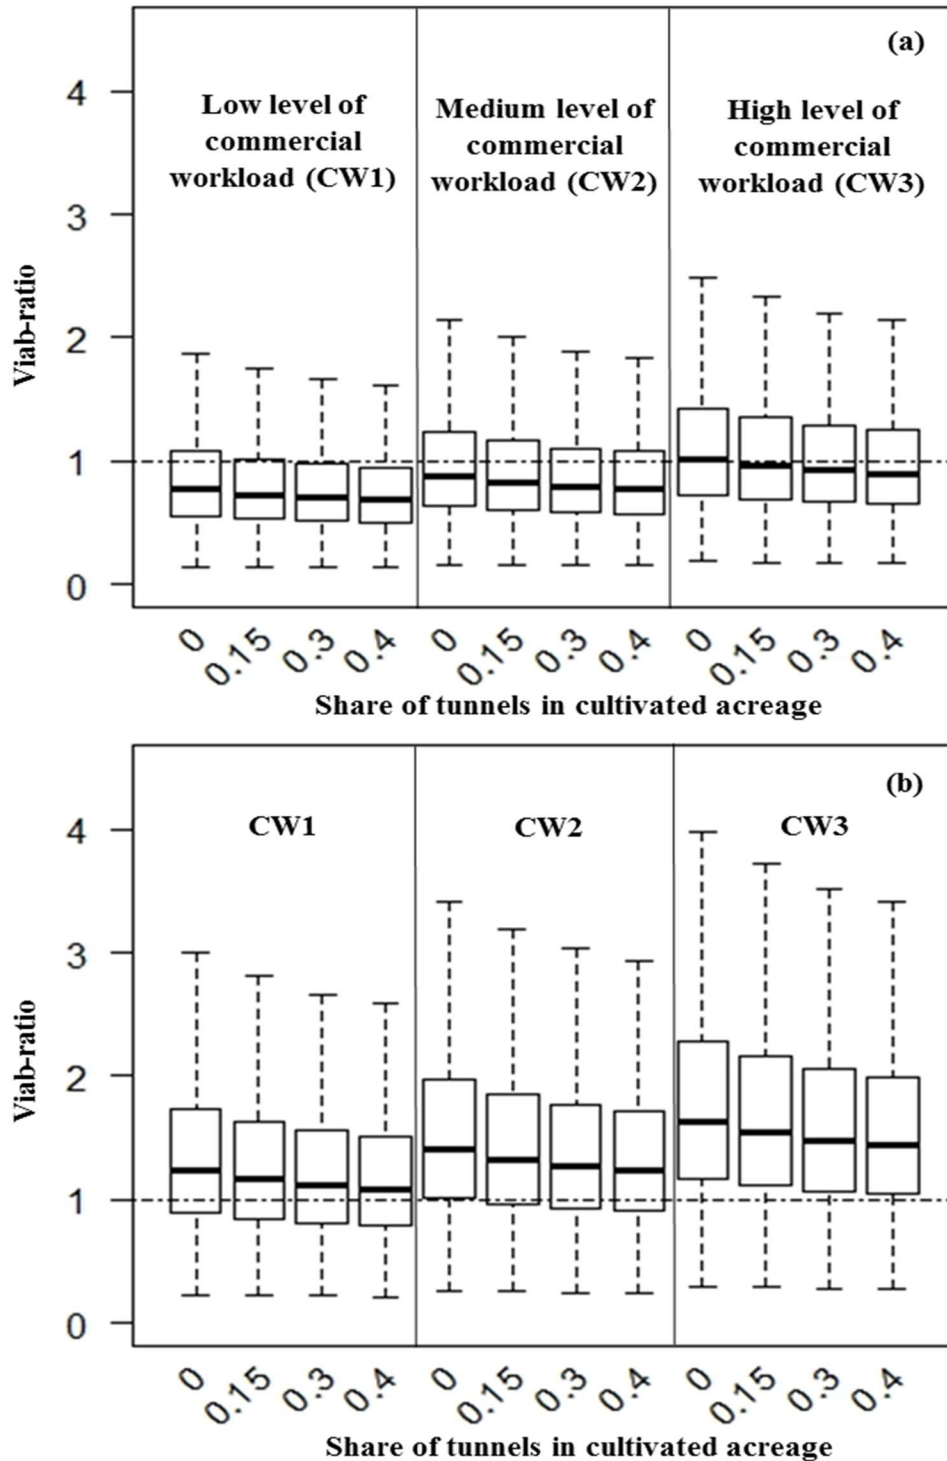 (a)
Low level of
commercial
workload (CW1)
Medium level of
commercial
workload (CW2)
High level of
commercial
workload (CW3)
Viab-ratio
4
3
2
1
0
0 0.15 0.3 0.4 0 0.15 0.3 0.4 0 0.15 0.3 0.4
Share of tunnels in cultivated acreage
(b)
CW1 CW2 CW3
Viab-ratio
4
3
2
1
0
0 0.15 0.3 0.4 0 0.15 0.3 0.4 0 0.15 0.3 0.4
Share of tunnels in cultivated acreage